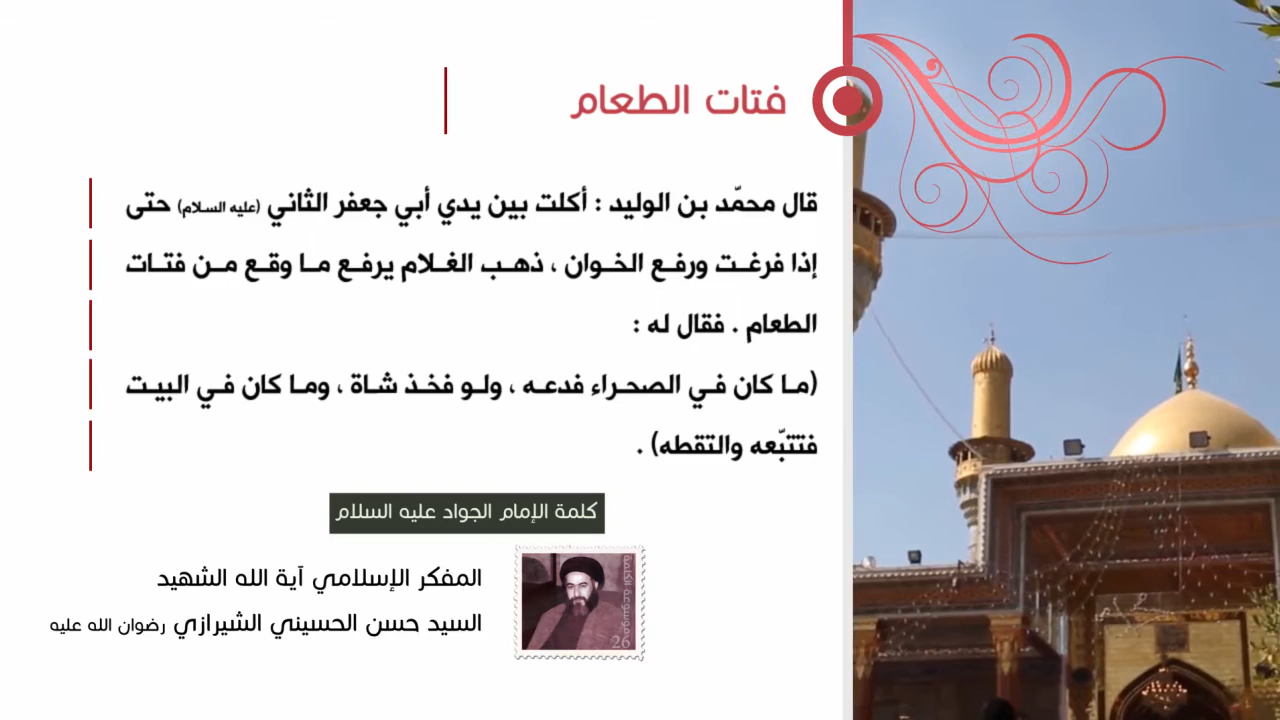 فتات الطعام
قال محمّد بن الوليد : أكلت بين يدي أبي جعفر الثاني (عليه السلام) حتى
إذا فرغت ورفع الخوان ، ذهب الغلام يرفع ما وقع من فتات
الطعام . فقال له :
(ما كان في الصحراء فدعه ، ولو فخذ شاة ، وما كان في البيت
فتتبّعه والتقطه) .
كلمة الإمام الجواد عليه السلام
المفكر الإسلامي آية الله الشهيد
السيد حسن الحسيني الشيرازي رضوان الله عليه
موسوعة الكلمة
26